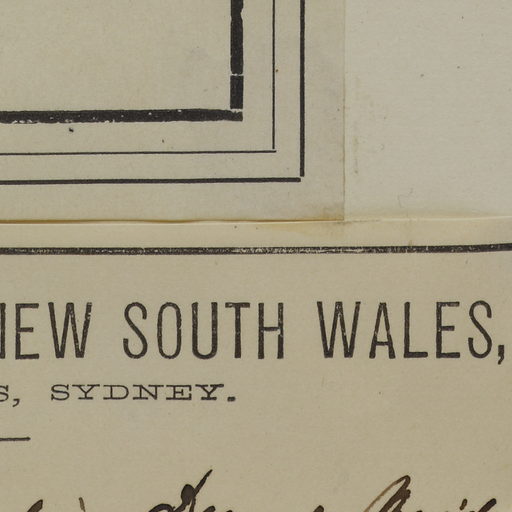 NEW SOUTH WALES,
S, SYDNEY.